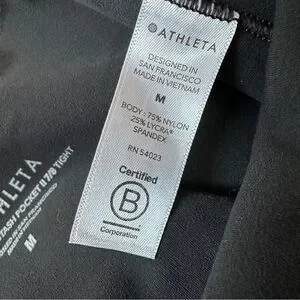 ATHLETA
DESIGNED IN
SAN FRANCISCO
MADE IN VIETNAM
M
BODY: 75% NYLON
25% LYCRA®
SPANDEX
RN 54023
Certified
B
Corporation
ATHLETA
STASH POCKET II 7/8 TIGHT
M